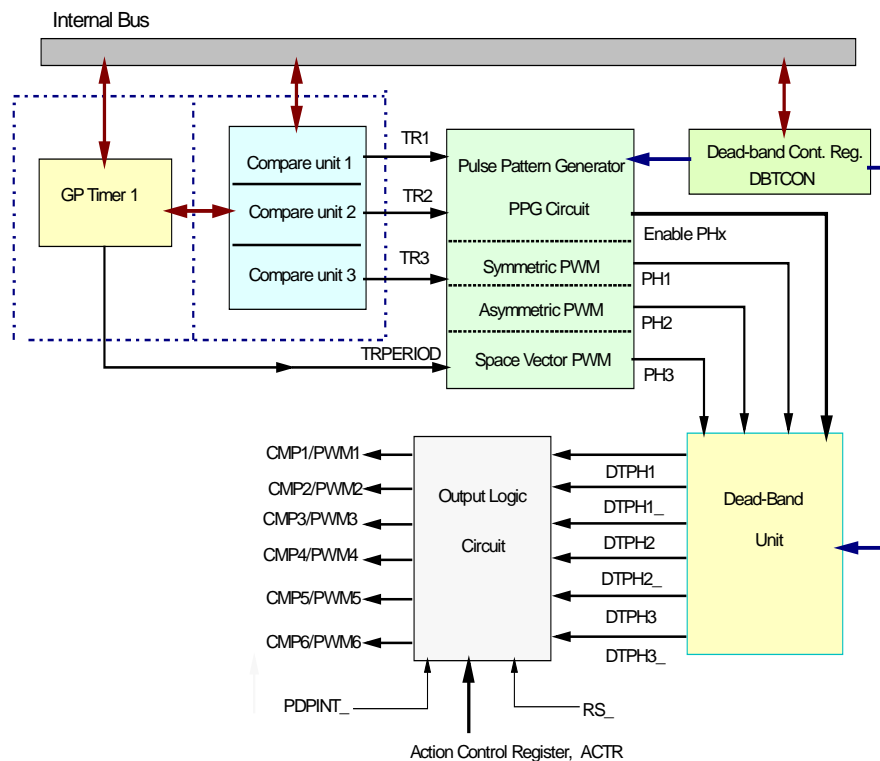 Internal Bus
GP Timer 1
Compare unit 1
Compare unit 2
Compare unit 3
TR1
TR2
TR3
TRPERIOD
Pulse Pattern Generator
PPG Circuit
Symmetric PWM
Asymmetric PWM
Space Vector PWM
Dead-band Cont. Reg.
DBTCON
Enable PHx
PH1
PH2
PH3
CMP1/PWM1
CMP2/PWM2
CMP3/PWM3
CMP4/PWM4
CMP5/PWM5
CMP6/PWM6
Output Logic
Circuit
DTPH1
DTPH1_
DTPH2
DTPH2_
DTPH3
DTPH3_
Dead-Band
Unit
PDPINT_
RS_
Action Control Register, ACTR